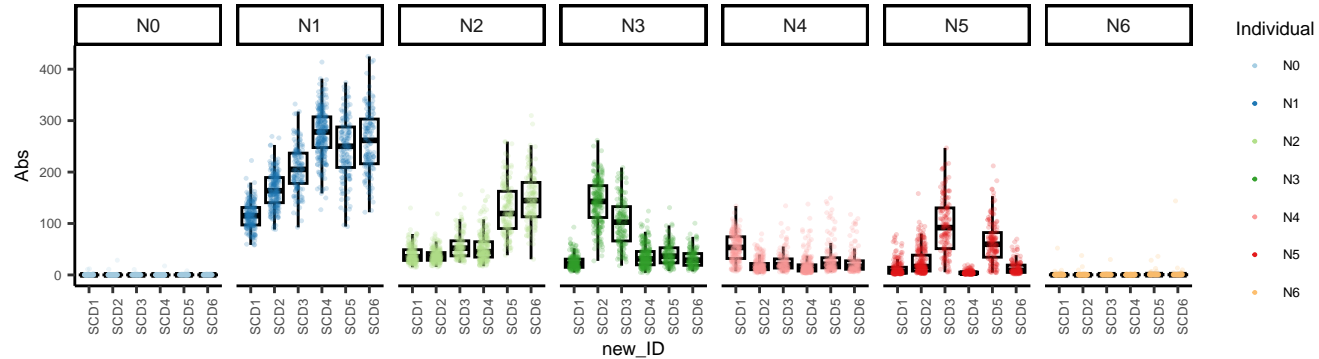 N0 N1 N2 N3 N4 N5 N6
Individual
N0
N1
N2
N3
N4
N5
N6
Abs
400
300
200
100
0
SCD1 SCD2 SCD3 SCD4 SCD5 SCD6 SCD1 SCD2 SCD3 SCD4 SCD5 SCD6 SCD1 SCD2 SCD3 SCD4 SCD5 SCD6 SCD1 SCD2 SCD3 SCD4 SCD5 SCD6 SCD1 SCD2 SCD3 SCD4 SCD5 SCD6 SCD1 SCD2 SCD3 SCD4 SCD5 SCD6 SCD1 SCD2 SCD3 SCD4 SCD5 SCD6
new_ID